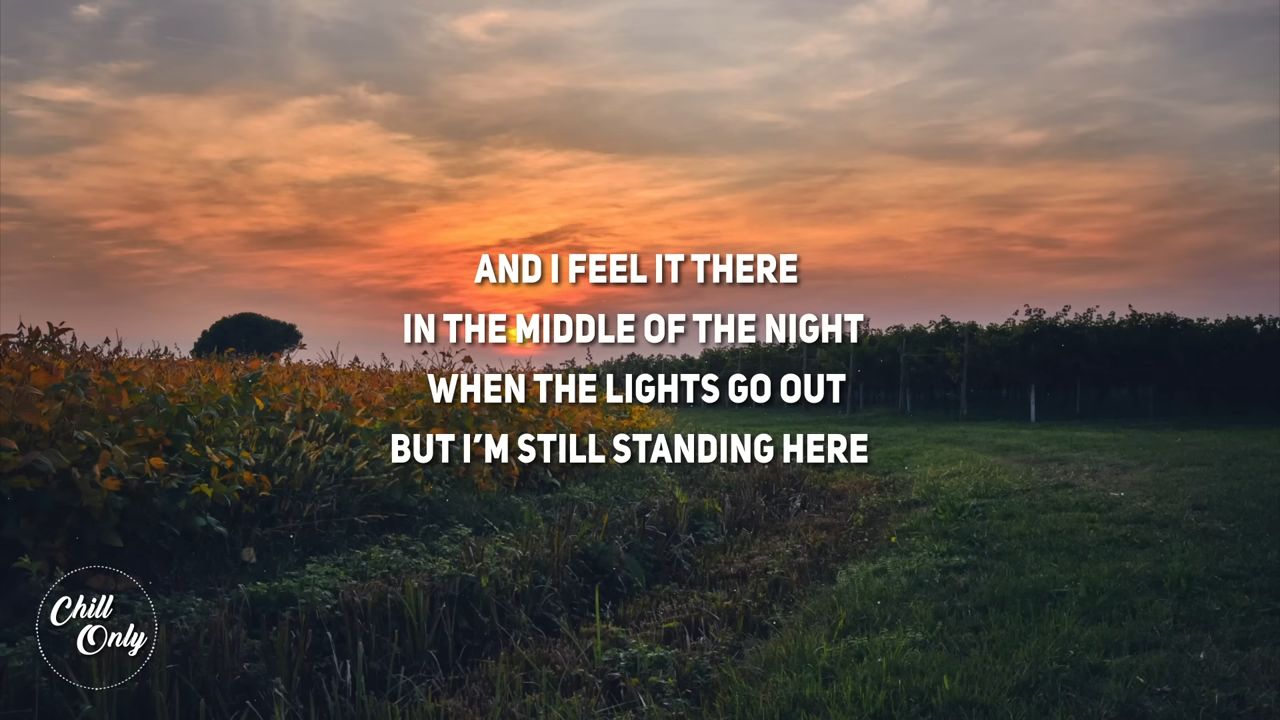 AND I FEEL IT THERE
IN THE MIDDLE OF THE NIGHT
WHEN THE LIGHTS GO OUT
BUT I'M STILL STANDING HERE
Chill
Only